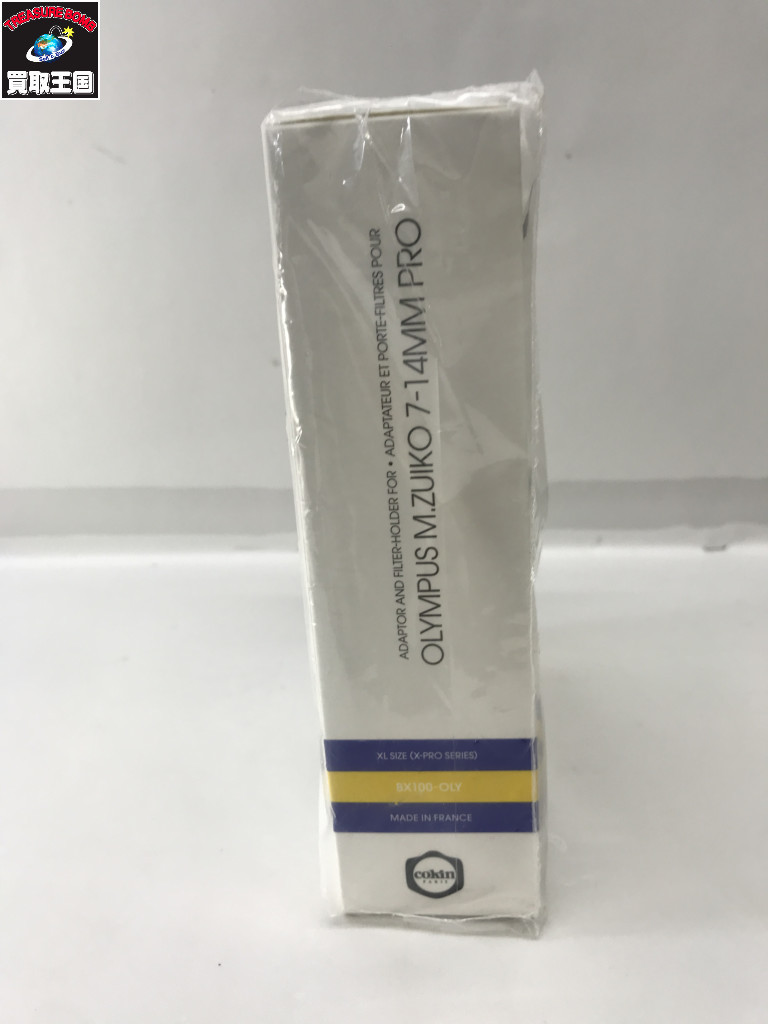 TREASURE BOMB
買取王国
ADAPTOR AND FILTER-HOLDER FOR • ADAPTATEUR ET PORTE-FILTRES POUR
OLYMPUS M.ZUIKO 7-14MM PRO
XL SIZE (X-PRO SERIES)
BX100-OLY
MADE IN FRANCE
cokin
PARIS